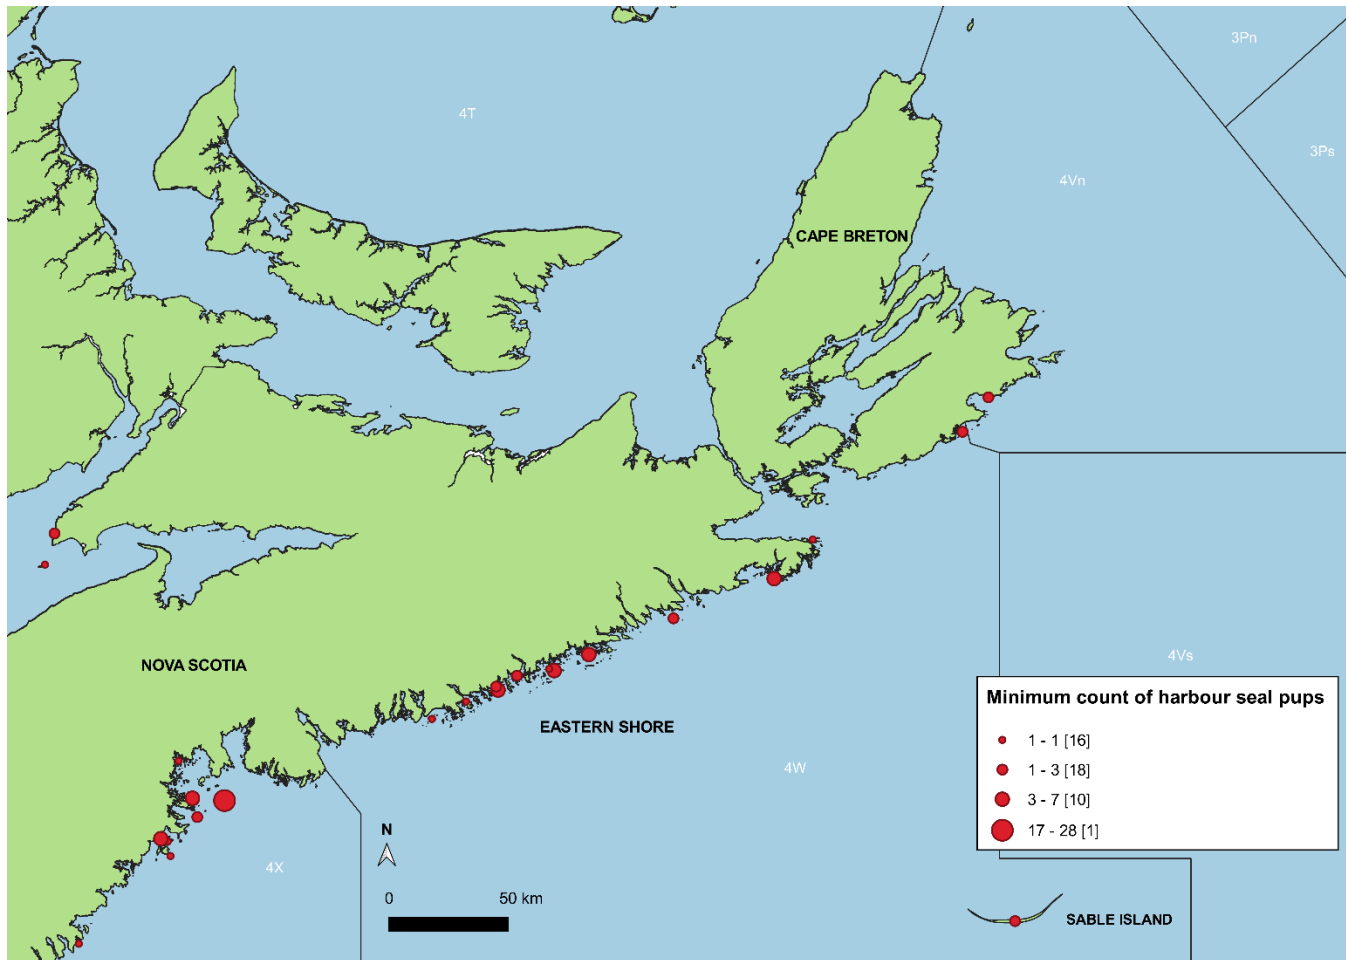 3Pn
4T
3Ps
4Vn
CAPE BRETON
NOVA SCOTIA
4Vs
EASTERN SHORE
4W
4X
N
0 50 km
Minimum count of harbour seal pups
1 - 1 [16]
1 - 3 [18]
3 - 7 [10]
17 - 28 [1]
SABLE ISLAND